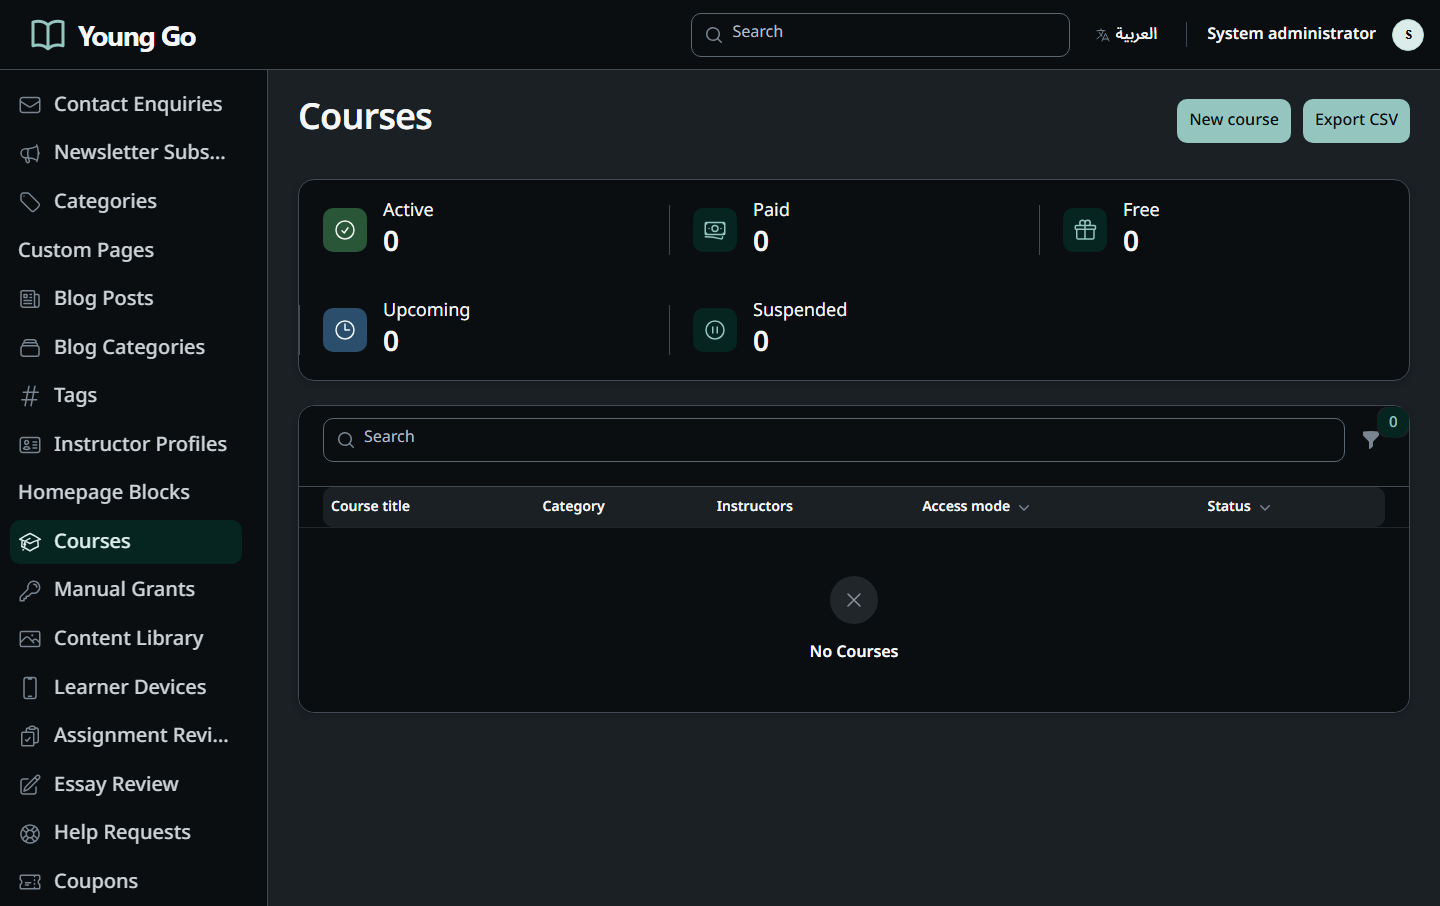 Young Go
Search
العربية
System administrator
S
Contact Enquiries
Newsletter Subs...
Categories
Custom Pages
Blog Posts
Blog Categories
Tags
Instructor Profiles
Homepage Blocks
Courses
Manual Grants
Content Library
Learner Devices
Assignment Revi...
Essay Review
Help Requests
Coupons
Courses
New course
Export CSV
Active
0
Paid
0
Free
0
Upcoming
0
Suspended
0
Search
0
Course title
Category
Instructors
Access mode
Status
No Courses